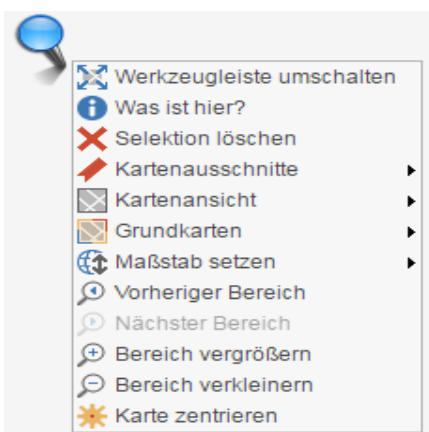 Werkzeugleiste umschalten
Was ist hier?
Selektion löschen
Kartenausschnitte
Kartenansicht
Grundkarten
Maßstab setzen
Vorheriger Bereich
Nächster Bereich
Bereich vergrößern
Bereich verkleinern
Karte zentrieren